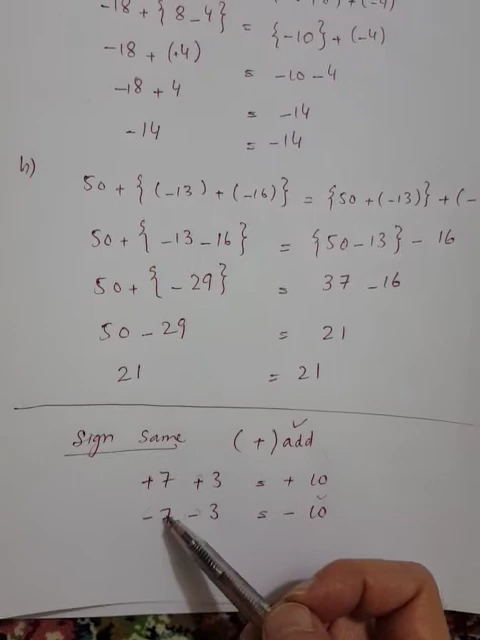 -18 + {8-4} = +(-4)
-18 + (4) = {-10} + (-4)
-18 + 4 = -10 - 4
-14 = -14
= -14
h)
50 + {(-13) + (-16)} = {50 + (-13)} + (-
50 + {-13-16} = {50-13} - 16
50 + {-29} = 37 - 16
50 - 29 = 21
21 = 21
Sign Same (+) add
+7 +3 = + 10
-7 - 3 = - 10